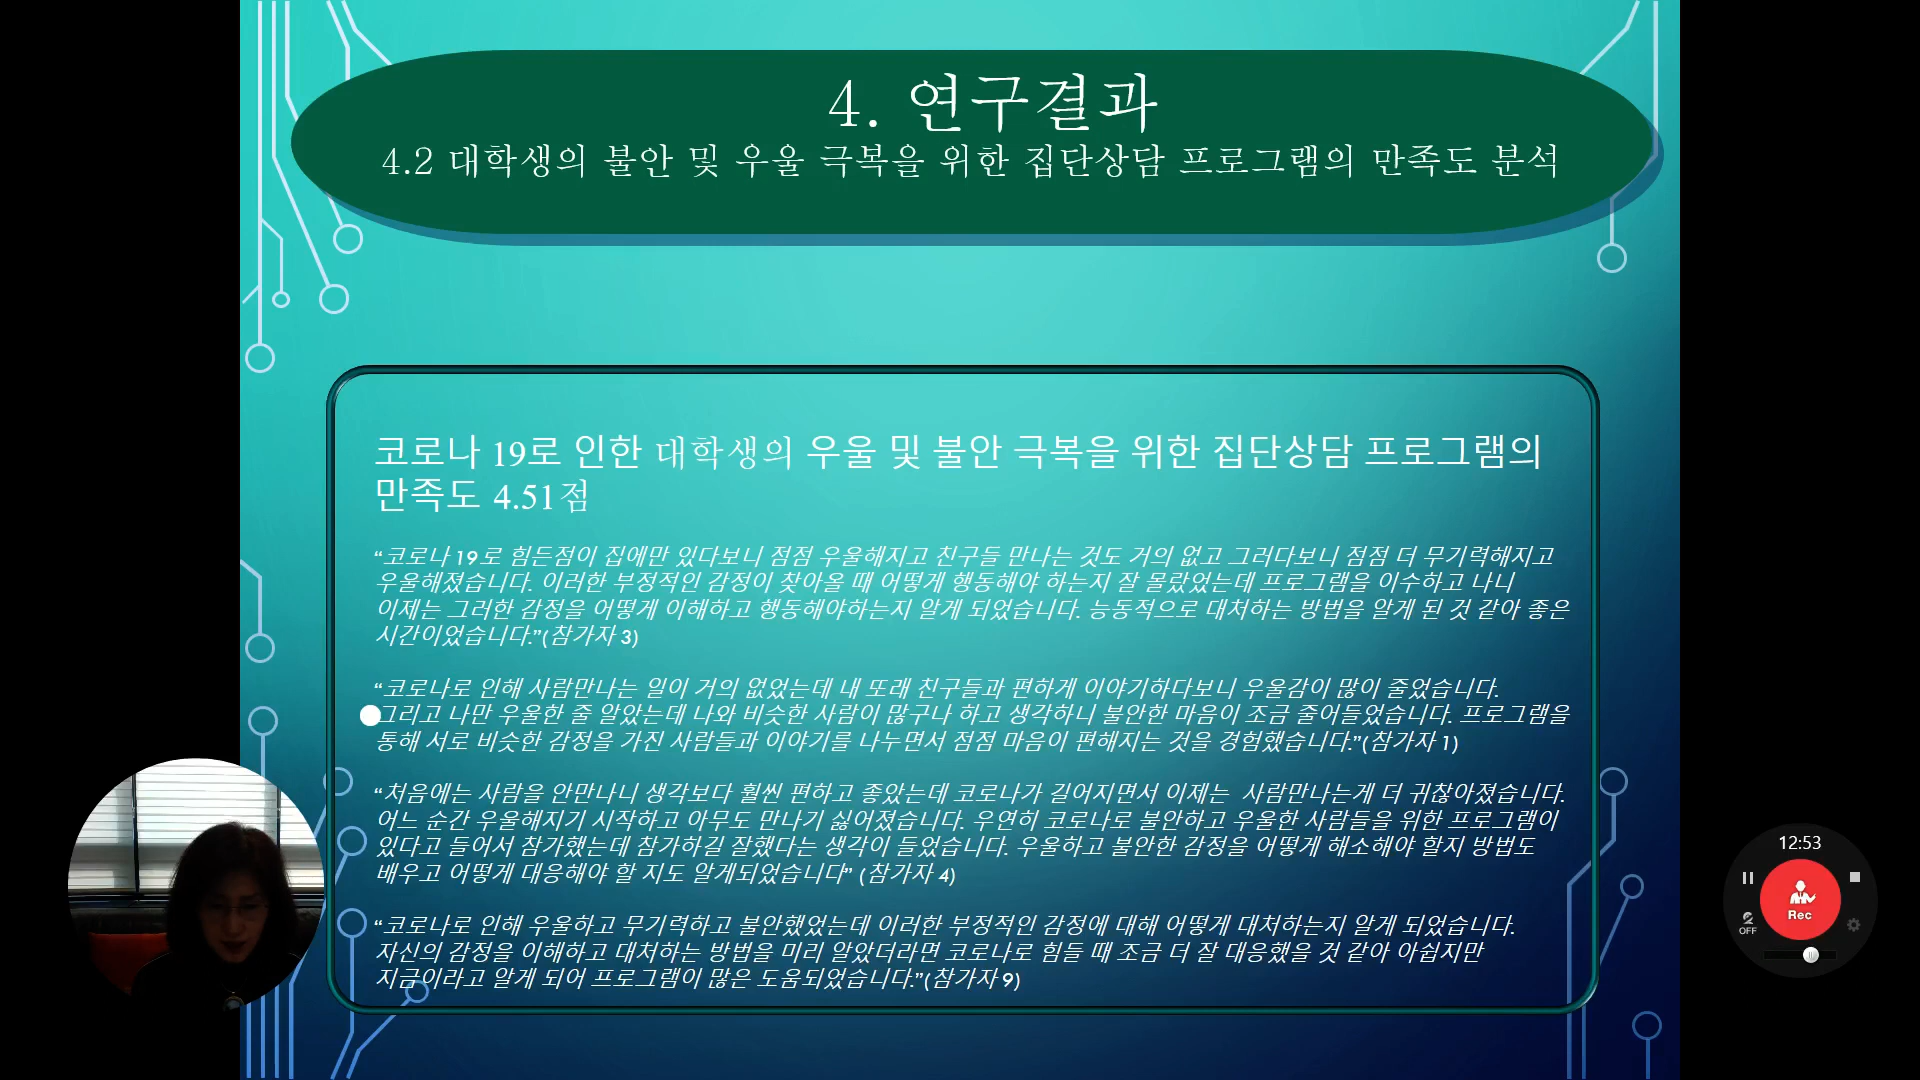 4. 연구결과
4.2 대학생의 불안 및 우울 극복을 위한 집단상담 프로그램의 만족도 분석
코로나 19로 인한 대학생의 우울 및 불안 극복을 위한 집단상담 프로그램의
만족도 4.51점
“코로나 19로 힘든점이 집에만 있다보니 점점 우울해지고 친구들 만나는 것도 거의 없고 그러다보니 점점 더 무기력해지고
우울해졌습니다. 이러한 부정적인 감정이 찾아올 때 어떻게 행동해야 하는지 잘 몰랐었는데 프로그램을 이수하고 나니
이제는 그러한 감정을 어떻게 이해하고 행동해야하는지 알게 되었습니다. 능동적으로 대처하는 방법을 알게 된 것 같아 좋은
시간이었습니다.”(참가자 3)
“코로나로 인해 사람만나는 일이 거의 없었는데 내 또래 친구들과 편하게 이야기하다보니 우울감이 많이 줄었습니다.
그리고 나만 우울한 줄 알았는데 나와 비슷한 사람이 많구나 하고 생각하니 불안한 마음이 조금 줄어들었습니다. 프로그램을
통해 서로 비슷한 감정을 가진 사람들과 이야기를 나누면서 점점 마음이 편해지는 것을 경험했습니다.”(참가자 1)
“처음에는 사람을 안만나니 생각보다 훨씬 편하고 좋았는데 코로나가 길어지면서 이제는  사람만나는게 더 귀찮아졌습니다.
어느 순간 우울해지기 시작하고 아무도 만나기 싫어졌습니다. 우연히 코로나로 불안하고 우울한 사람들을 위한 프로그램이
있다고 들어서 참가했는데 참가하길 잘했다는 생각이 들었습니다. 우울하고 불안한 감정을 어떻게 해소해야 할지 방법도
배우고 어떻게 대응해야 할 지도 알게되었습니다” (참가자 4)
“코로나로 인해 우울하고 무기력하고 불안했었는데 이러한 부정적인 감정에 대해 어떻게 대처하는지 알게 되었습니다.
자신의 감정을 이해하고 대처하는 방법을 미리 알았더라면 코로나로 힘들 때 조금 더 잘 대응했을 것 같아 아쉽지만
지금이라고 알게 되어 프로그램이 많은 도움되었습니다.”(참가자 9)
12:53
Rec
OFF